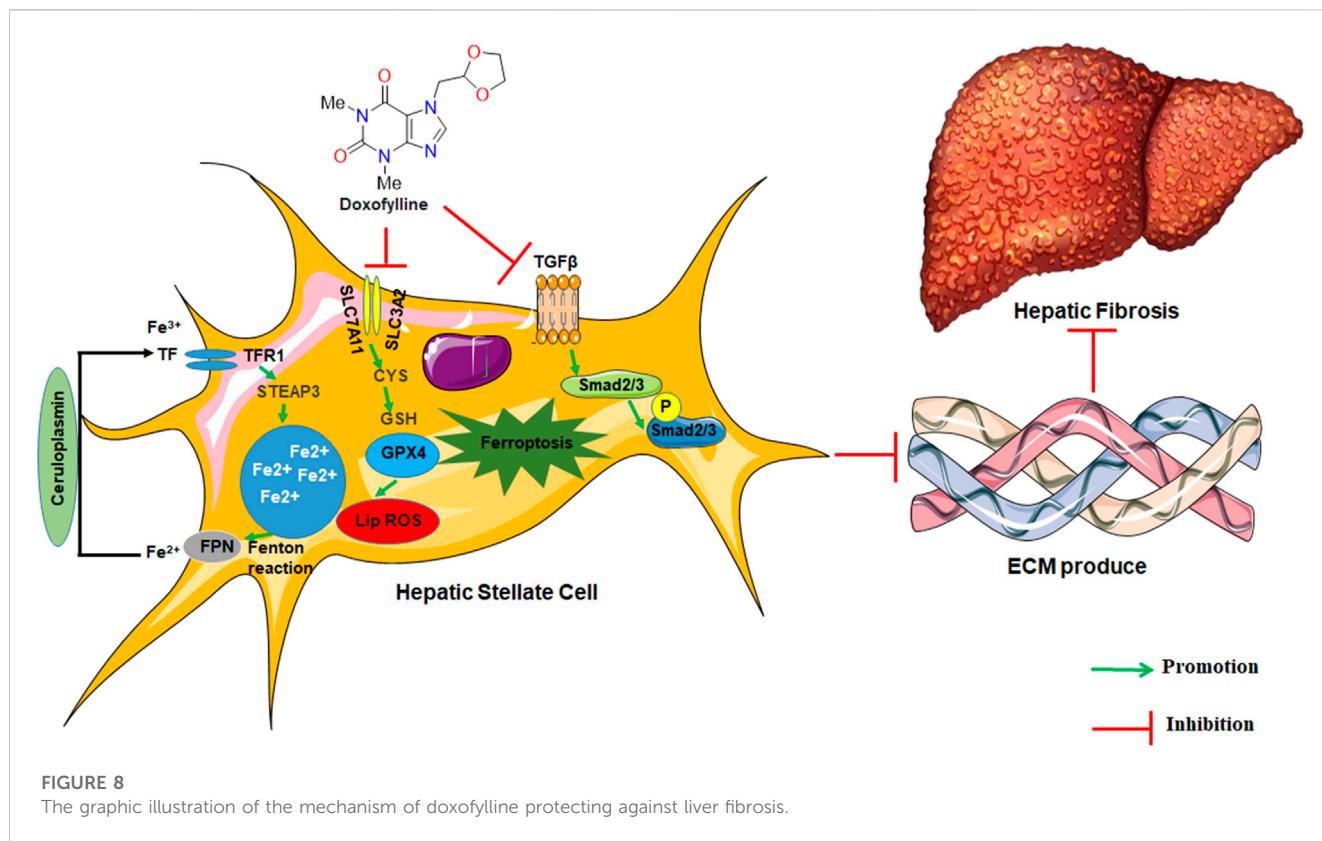 O
O
O
N
Me
N
N
O
N
Me
Doxofylline
TGFβ
SLC7A11
SLC3A2
Hepatic Fibrosis
Fe³⁺
TF
TFR1
STEAP3
CYS
GSH
GPX4
Ferroptosis
Smad2/3
P
Smad2/3
Ceruloplasmin
Fe2+
Fe2+
Fe2+
Fe2+
Lip ROS
Fe²⁺
FPN
Fenton
reaction
Hepatic Stellate Cell
ECM produce
Promotion
Inhibition
FIGURE 8
The graphic illustration of the mechanism of doxofylline protecting against liver fibrosis.